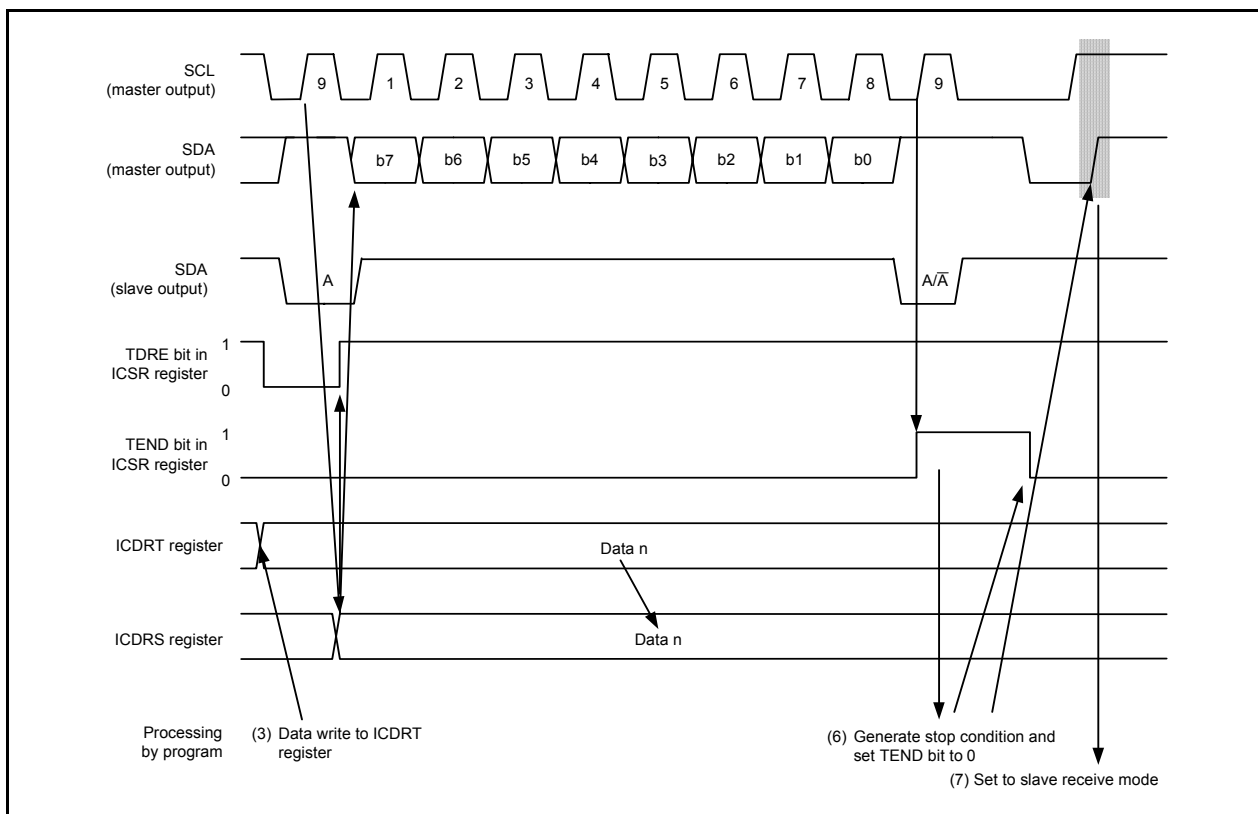 SCL
(master output)
9
1
2
3
4
5
6
7
8
9
SDA
(master output)
b7
b6
b5
b4
b3
b2
b1
b0
SDA
(slave output)
A
A/A̅
TDRE bit in
ICSR register
1
0
TEND bit in
ICSR register
1
0
ICDRT register
Data n
ICDRS register
Data n
Processing
by program
(3) Data write to ICDRT
register
(6) Generate stop condition and
set TEND bit to 0
(7) Set to slave receive mode